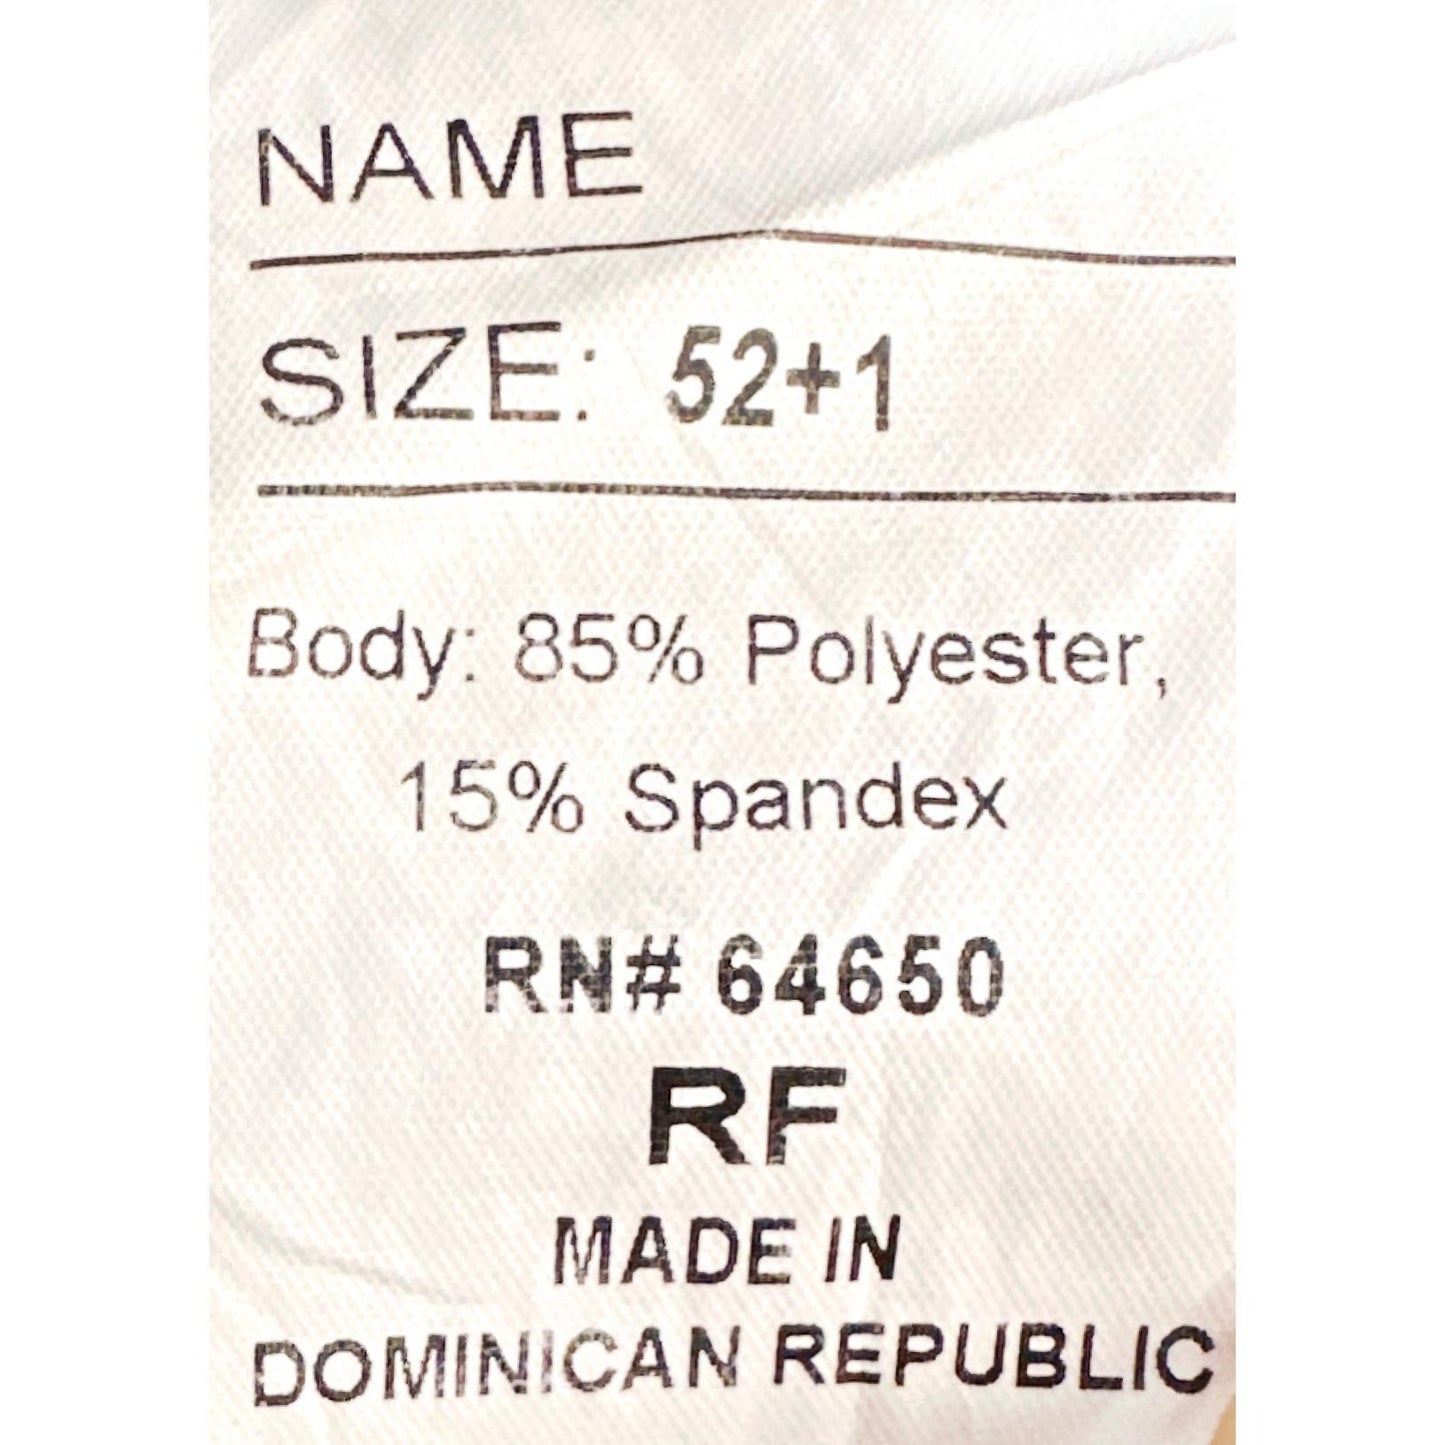 NAME
SIZE: 52+1
Body: 85% Polyester,
15% Spandex
RN# 64650
RF
MADE IN
DOMINICAN REPUBLIC